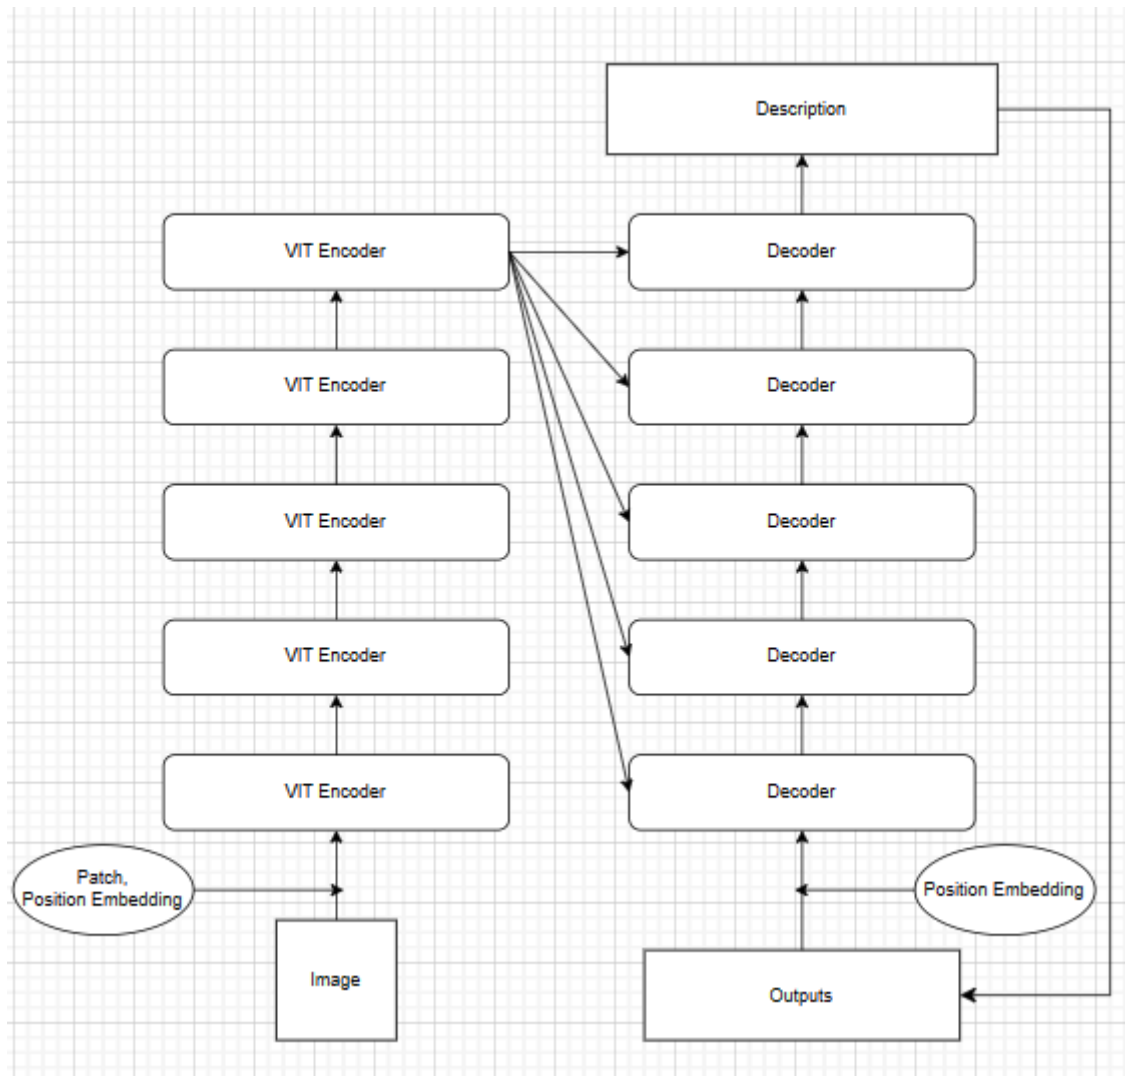 Description
VIT Encoder
Decoder
VIT Encoder
Decoder
VIT Encoder
Decoder
VIT Encoder
Decoder
VIT Encoder
Decoder
Patch,
Position Embedding
Position Embedding
Image
Outputs